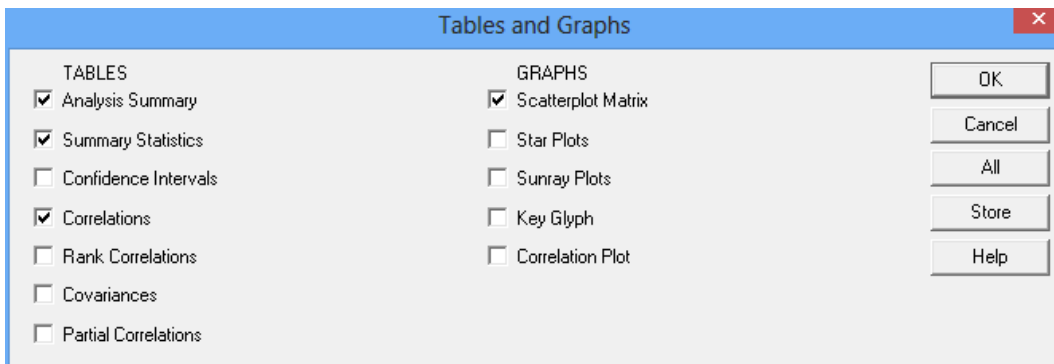 Tables and Graphs
TABLES
Analysis Summary
Summary Statistics
Confidence Intervals
Correlations
Rank Correlations
Covariances
Partial Correlations
GRAPHS
Scatterplot Matrix
Star Plots
Sunray Plots
Key Glyph
Correlation Plot
OK
Cancel
All
Store
Help